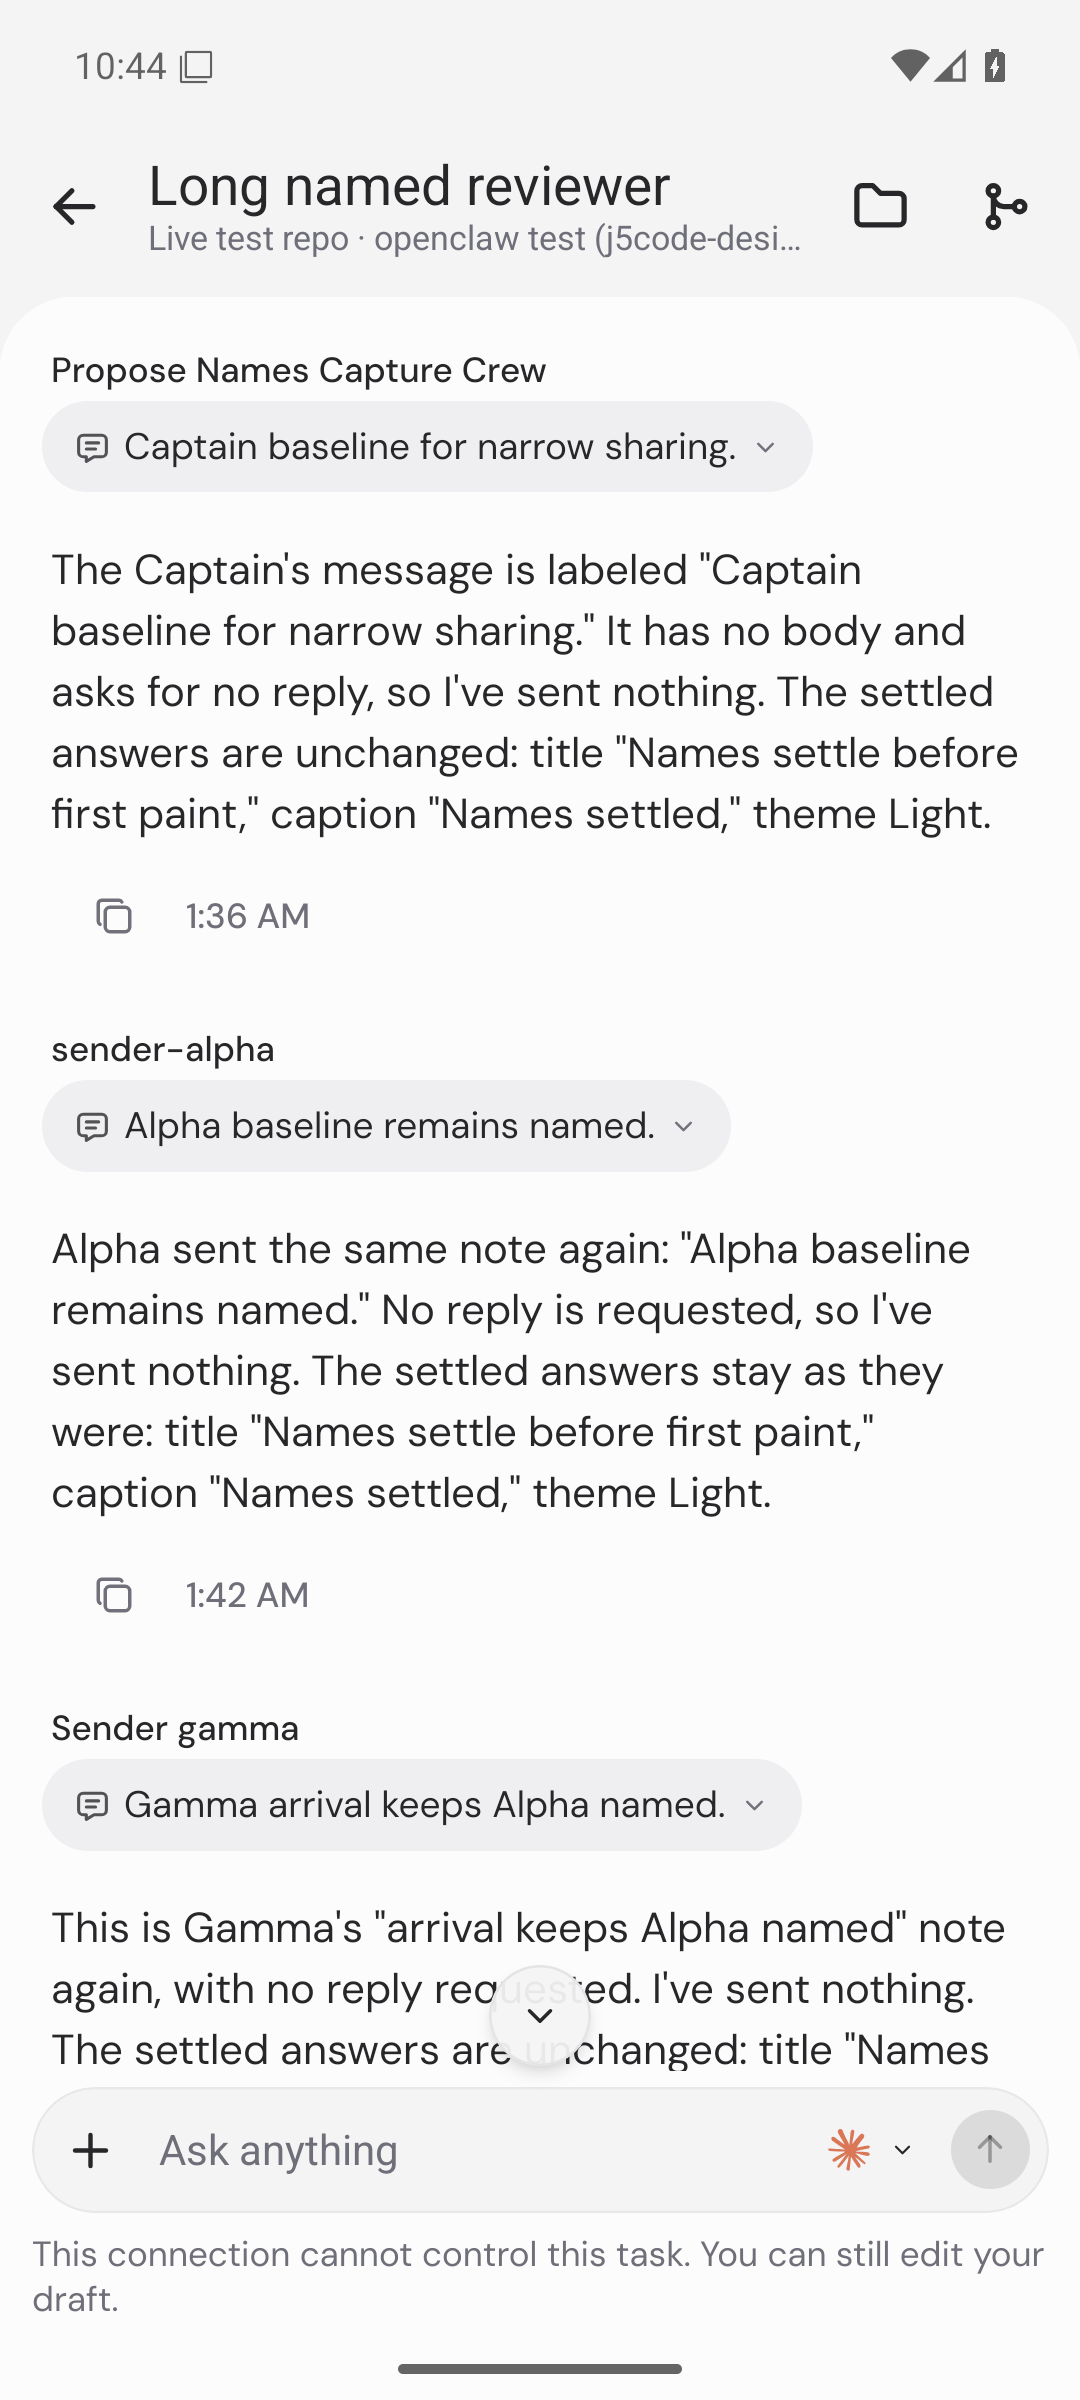 10:44
Long named reviewer
Live test repo · openclaw test (j5code-desi...
Propose Names Capture Crew
Captain baseline for narrow sharing.
The Captain's message is labeled "Captain
baseline for narrow sharing." It has no body and
asks for no reply, so I've sent nothing. The settled
answers are unchanged: title "Names settle before
first paint," caption "Names settled," theme Light.
1:36 AM
sender-alpha
Alpha baseline remains named.
Alpha sent the same note again: "Alpha baseline
remains named." No reply is requested, so I've
sent nothing. The settled answers stay as they
were: title "Names settle before first paint,"
caption "Names settled," theme Light.
1:42 AM
Sender gamma
Gamma arrival keeps Alpha named.
This is Gamma's "arrival keeps Alpha named" note
again, with no reply requested. I've sent nothing.
The settled answers are unchanged: title "Names
Ask anything
This connection cannot control this task. You can still edit your
draft.